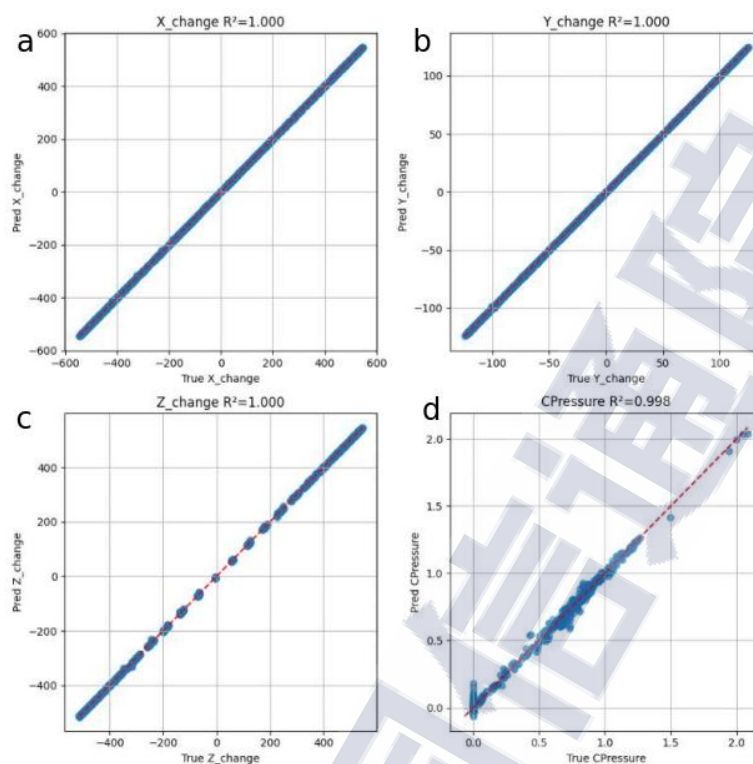 a
X_change R²=1.000
600
400
200
0
−200
−400
−600
Pred X_change
−600 −400 −200 0 200 400 600
True X_change
b
Y_change R²=1.000
100
50
0
−50
−100
Pred Y_change
−100 −50 0 50 100
True Y_change
c
Z_change R²=1.000
400
200
0
−200
−400
Pred Z_change
−400 −200 0 200 400
True Z_change
d
CPressure R²=0.998
2.0
1.5
1.0
0.5
0.0
Pred CPressure
0.0 0.5 1.0 1.5 2.0
True CPressure